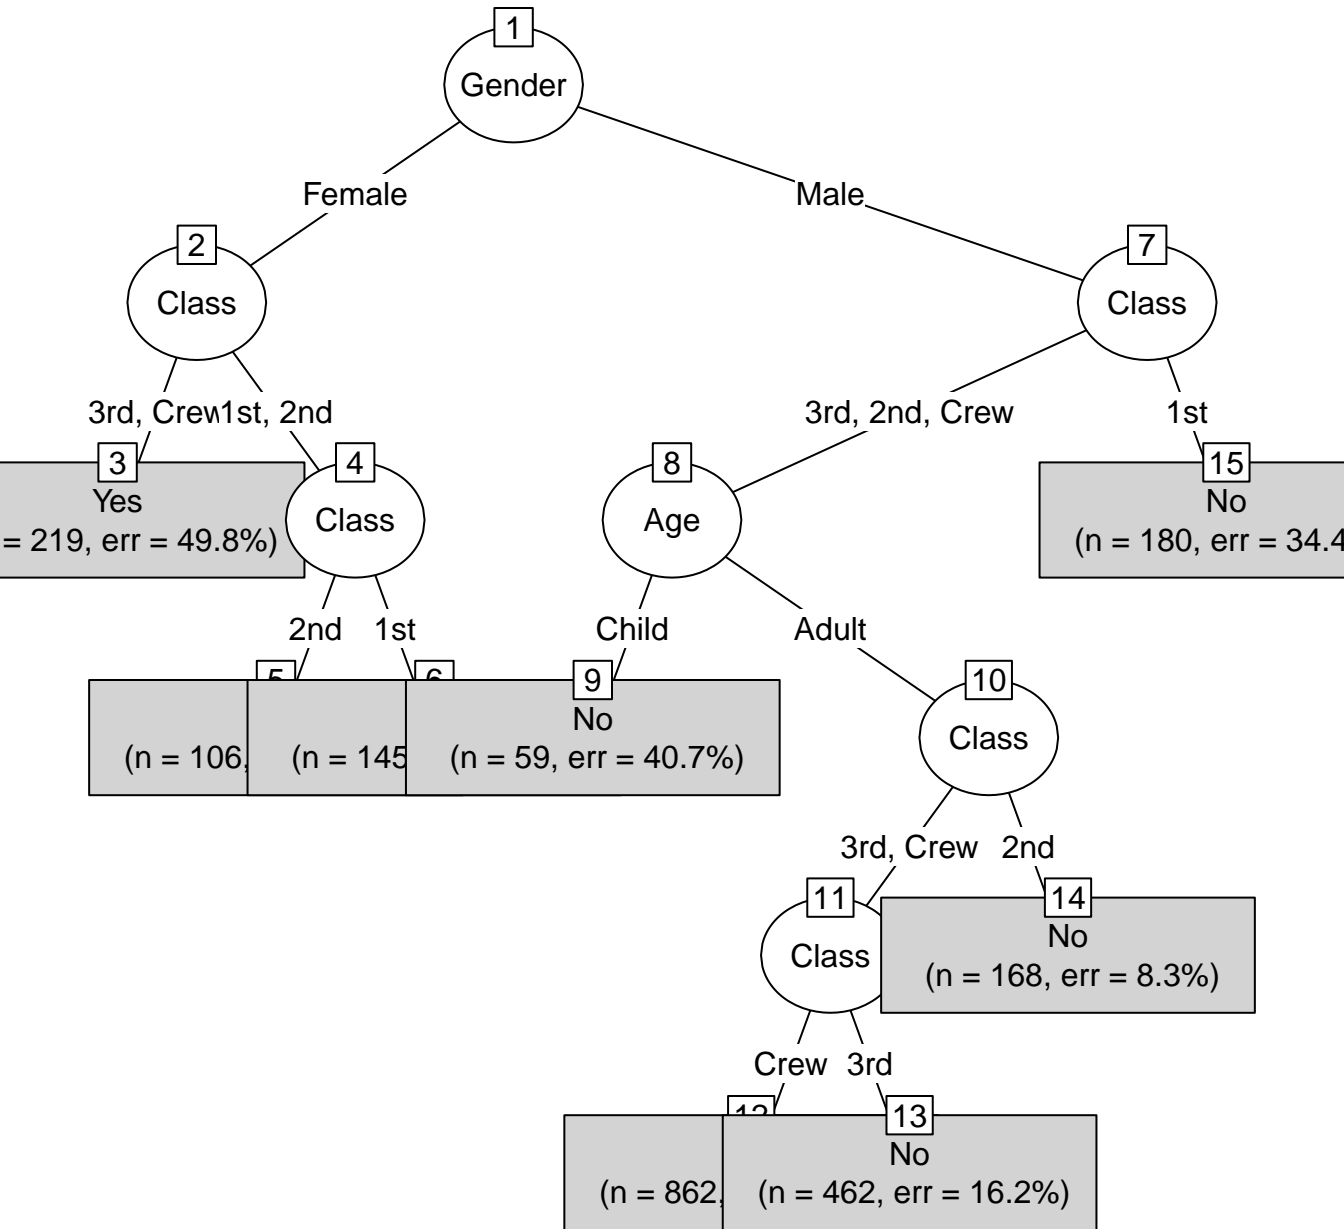 1
Gender
Female
Male
2
Class
7
Class
3rd, Crew
1st, 2nd
3rd, 2nd, Crew
1st
3
Yes
= 219, err = 49.8%)
4
Class
8
Age
15
No
(n = 180, err = 34.4
2nd
1st
Child
Adult
5
6
9
No
(n = 106,
(n = 145
(n = 59, err = 40.7%)
10
Class
3rd, Crew
2nd
11
Class
14
No
(n = 168, err = 8.3%)
Crew
3rd
12
13
No
(n = 862,
(n = 462, err = 16.2%)